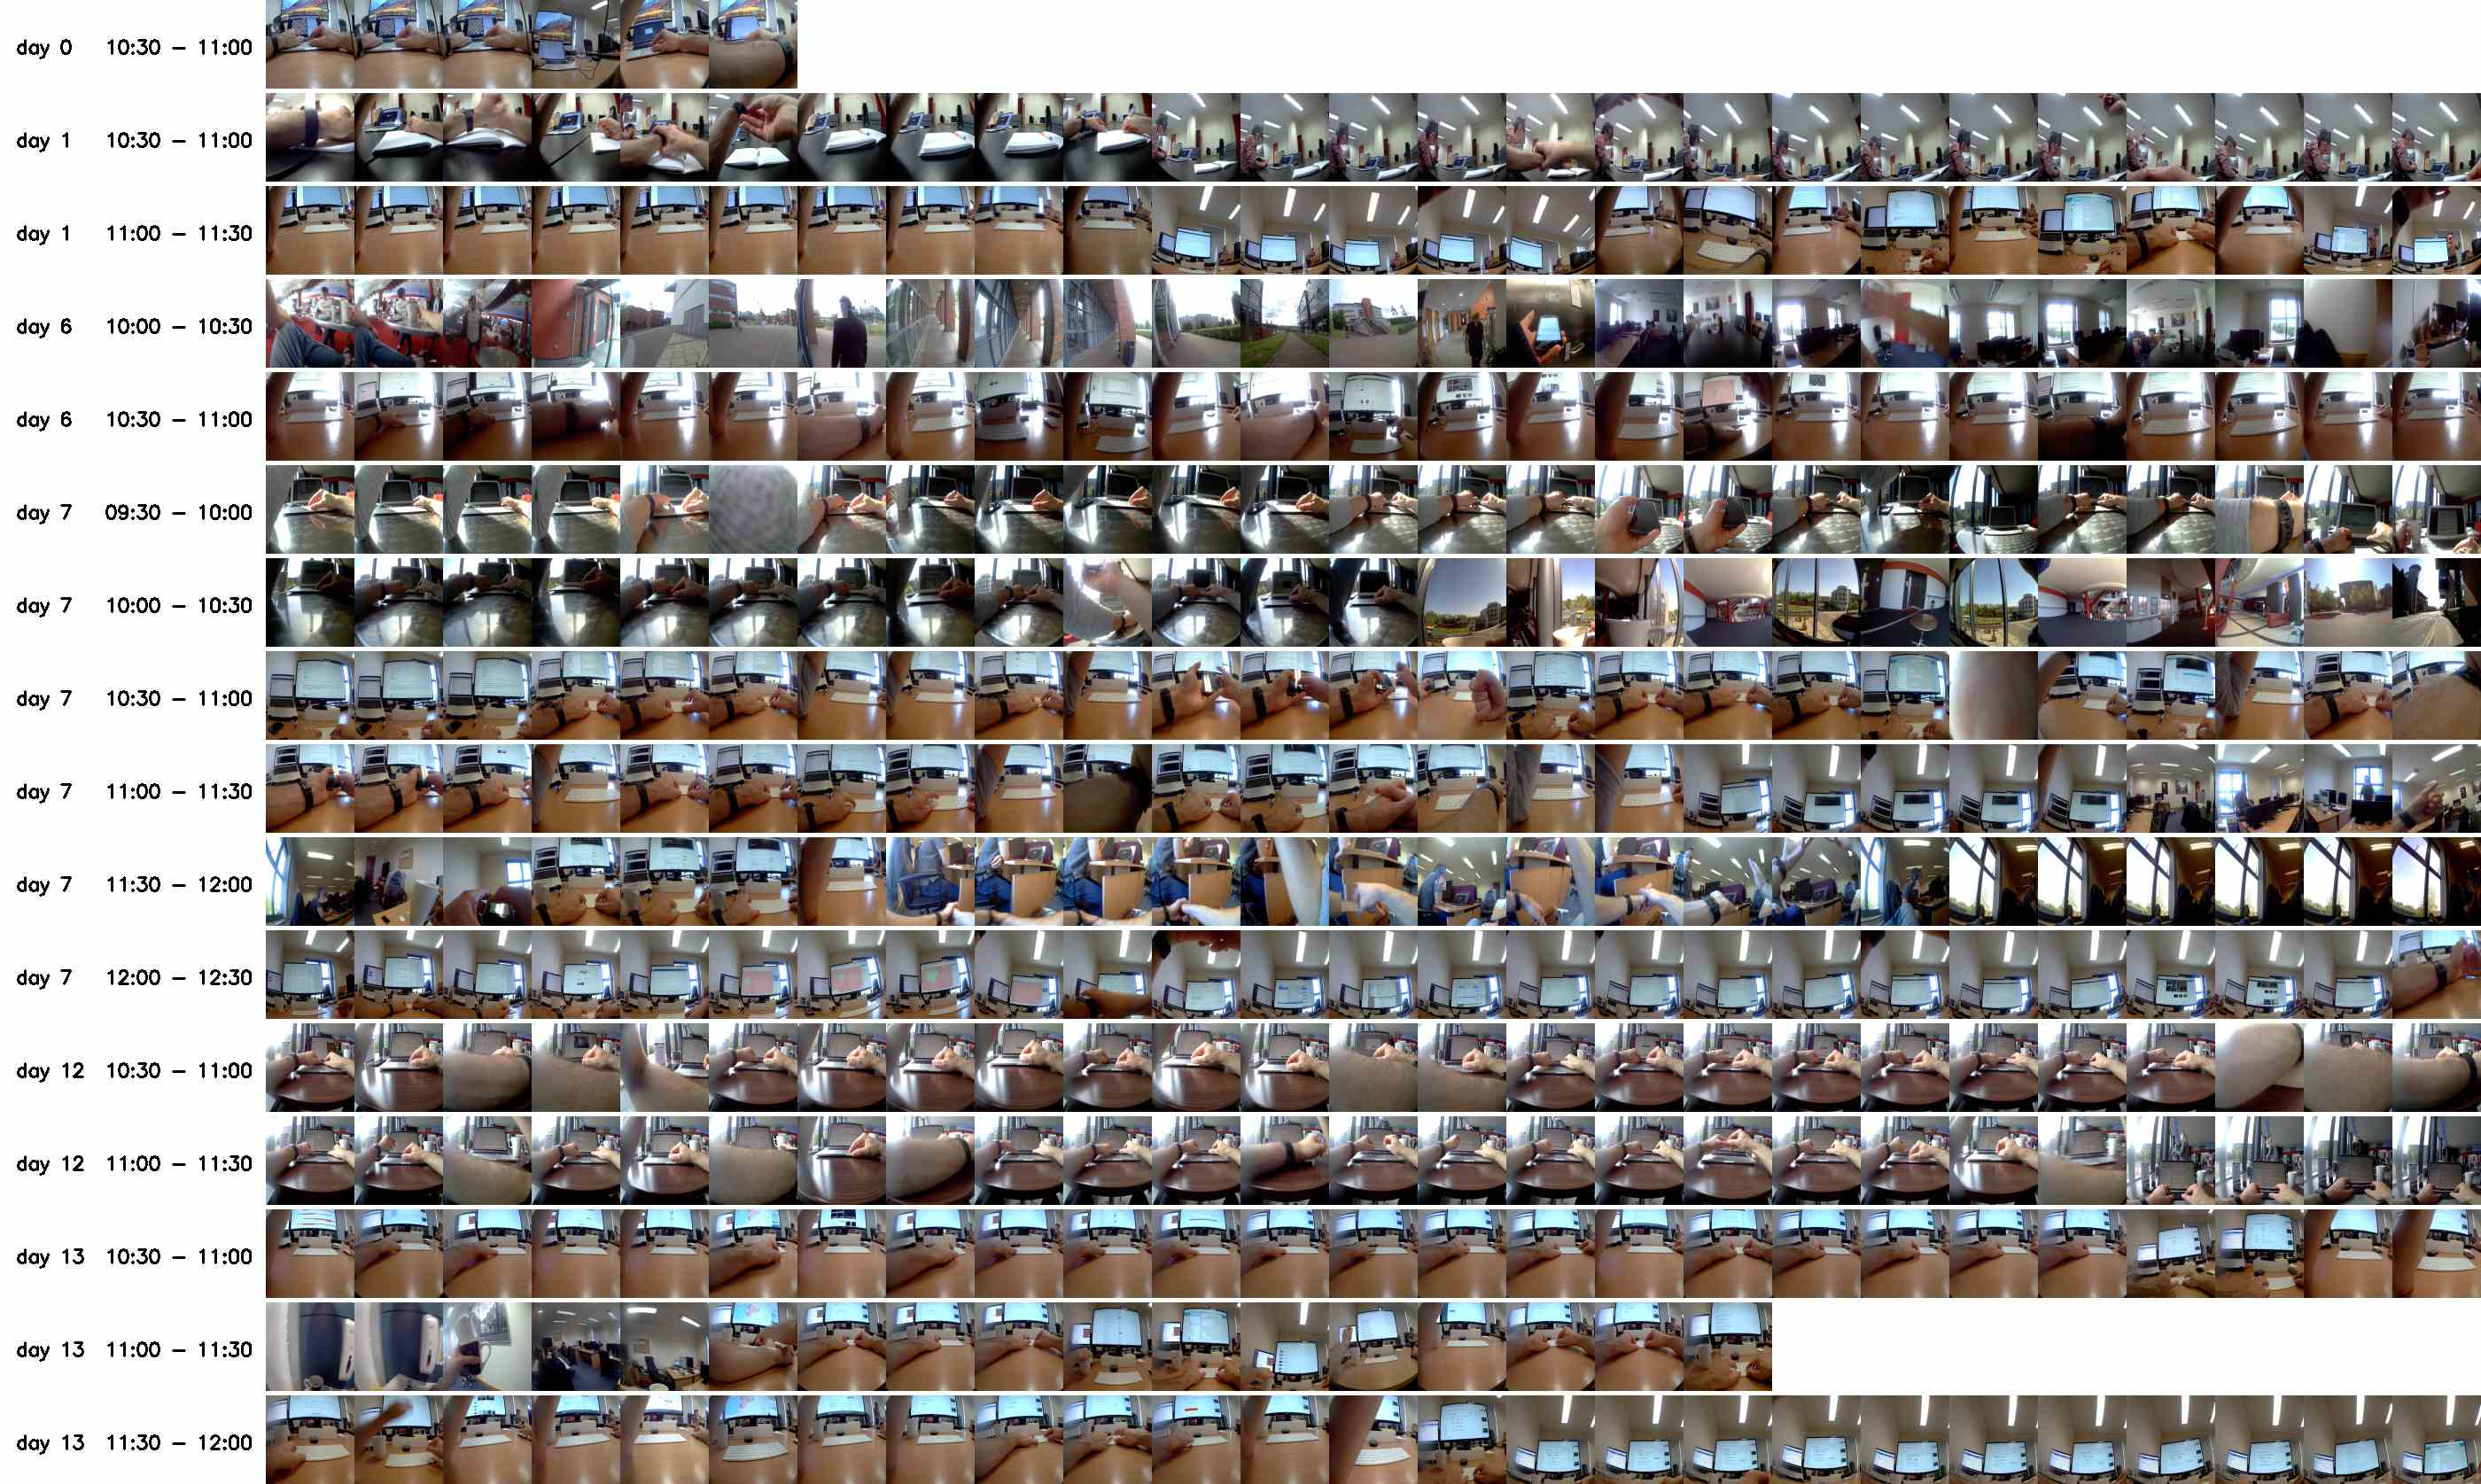 day 0 10:30 – 11:00
day 1 10:30 – 11:00
day 1 11:00 – 11:30
day 6 10:00 – 10:30
day 6 10:30 – 11:00
day 7 09:30 – 10:00
day 7 10:00 – 10:30
day 7 10:30 – 11:00
day 7 11:00 – 11:30
day 7 11:30 – 12:00
day 7 12:00 – 12:30
day 12 10:30 – 11:00
day 12 11:00 – 11:30
day 13 10:30 – 11:00
day 13 11:00 – 11:30
day 13 11:30 – 12:00